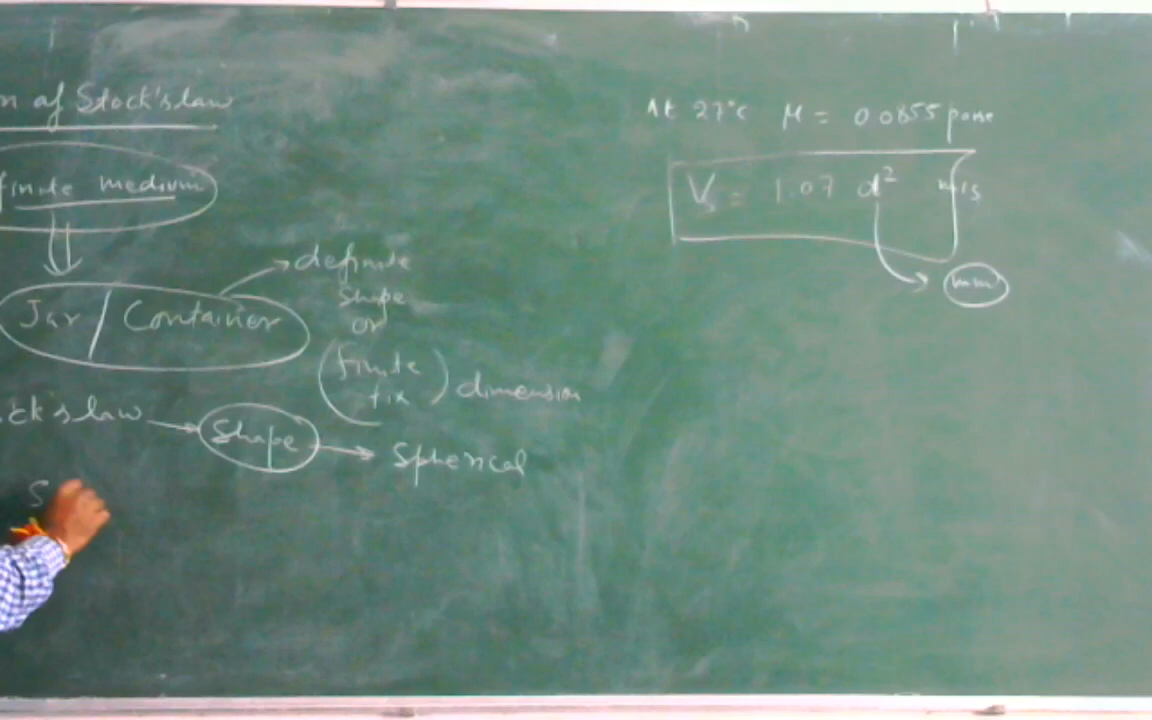 n of Stock's law
finite medium
Jar / Container
definite
shape
or
(finite
fix) dimension
ck's law → Shape → Spherical
S
At 27°C μ = 0.0855 poise
Vs = 1.07 d² m/s
mm